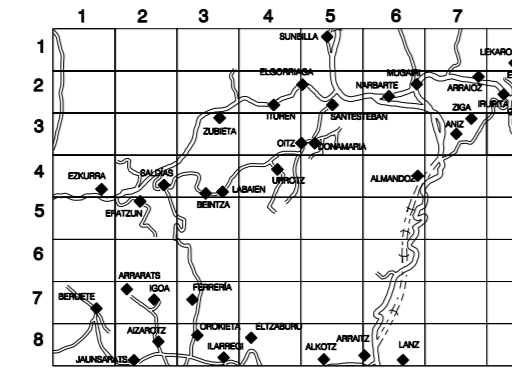 1 2 3 4 5 6 7
1
SUNBILLA
LEKARO
2
ELGORRIAGA
MUGAIRI
NARBARTE
ARRAIOZ
IRURITA
ITUREN
SANTESTEBAN
ZIGA
3
ZUBIETA
ANIZ
OITZ
DONAMARIA
4
EZKURRA
SALDIAS
URROTZ
ALMANDOZ
LABAIEN
BEINTZA
5
ERATZUN
6
ARRARATS
7
BERUETE
IGOA
FERRERÍA
8
AIZAROTZ
OROKIETA
ELTZABURU
ILARREGI
ARRAITZ
JAUNSARATS
ALKOTZ
LANZ